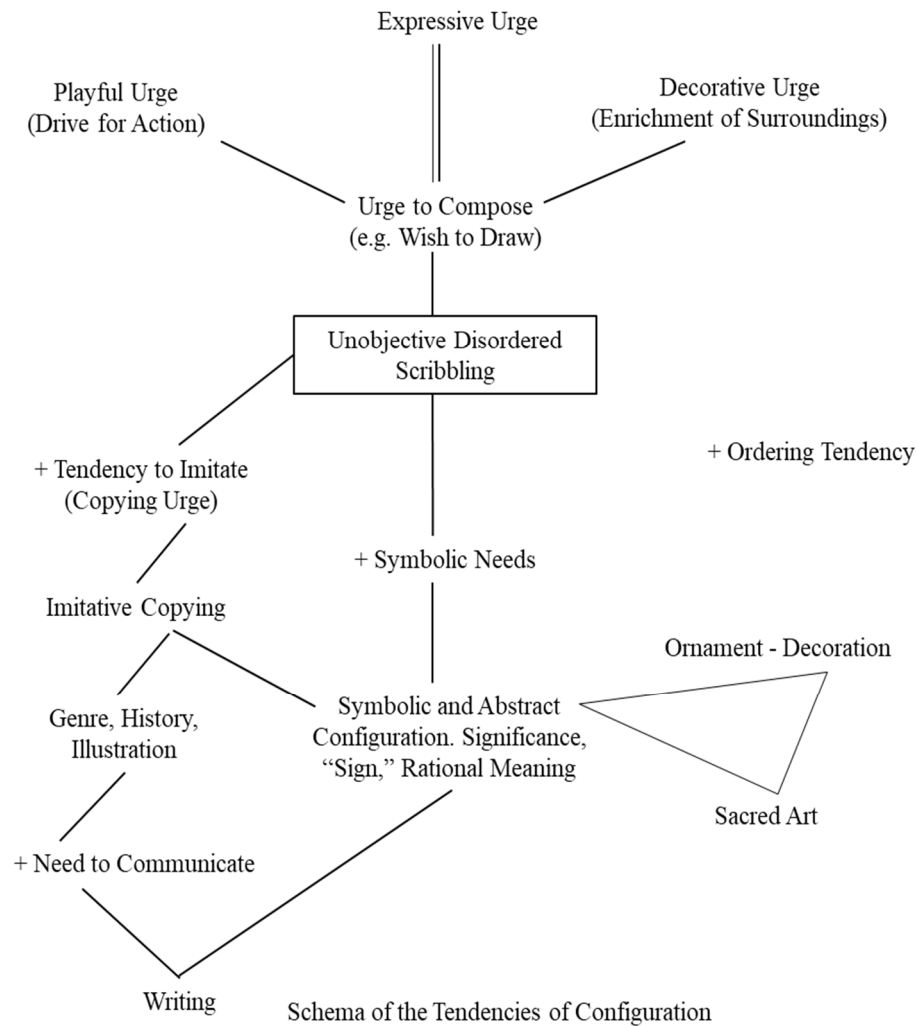 Expressive Urge
Playful Urge
(Drive for Action)
Decorative Urge
(Enrichment of Surroundings)
Urge to Compose
(e.g. Wish to Draw)
Unobjective Disordered
Scribbling
+ Tendency to Imitate
(Copying Urge)
+ Ordering Tendency
+ Symbolic Needs
Imitative Copying
Ornament - Decoration
Genre, History,
Illustration
Symbolic and Abstract
Configuration. Significance,
“Sign,” Rational Meaning
Sacred Art
+ Need to Communicate
Writing
Schema of the Tendencies of Configuration